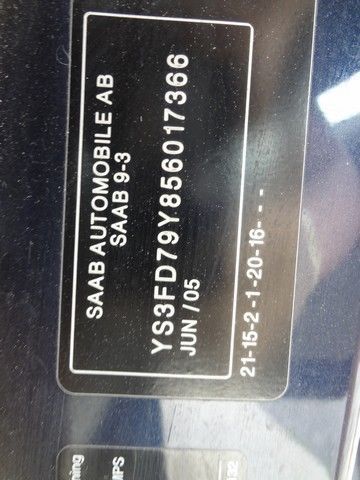 SAAB AUTOMOBILE AB
SAAB 9-3
YS3FD79Y856017366
JUN / 05
21-15-2 -1-20-16- - - -